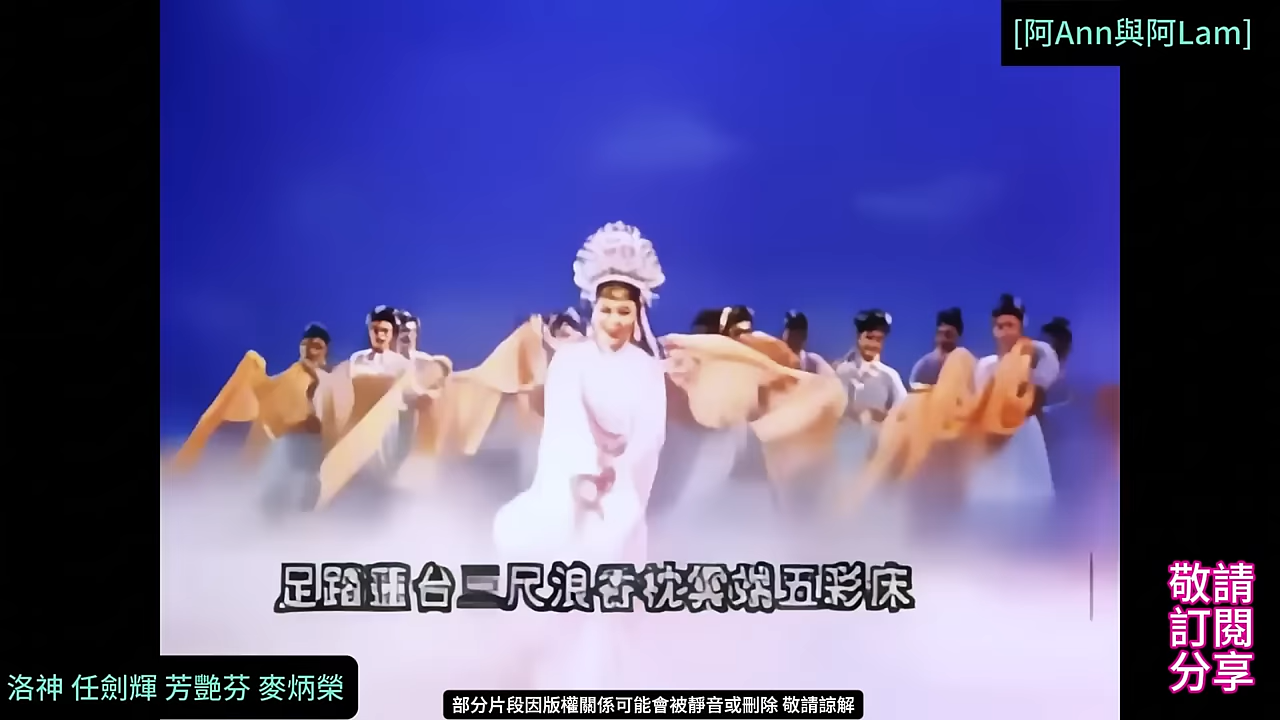 [阿Ann與阿Lam]
足踏蓮台三尺浪香枕雲端五彩床
敬請
訂閱
分享
洛神 任劍輝 芳艷芬 麥炳榮
部分片段因版權關係可能會被靜音或刪除 敬請諒解